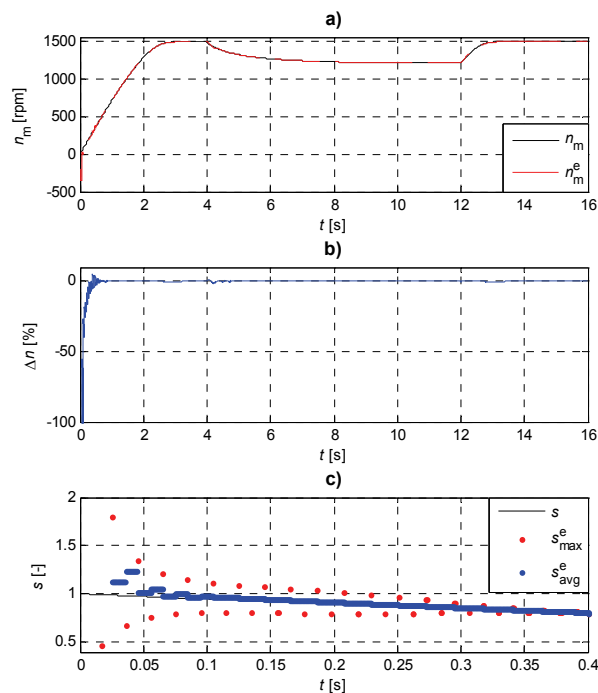 a)
1500
1000
500
0
-500
n_m [rpm]
n_m
n_m^e
0 2 4 6 8 10 12 14 16
t [s]
b)
0
-50
-100
Δn [%]
0 2 4 6 8 10 12 14 16
t [s]
c)
2
1.5
1
0.5
s [-]
s
s_max^e
s_avg^e
0 0.05 0.1 0.15 0.2 0.25 0.3 0.35 0.4
t [s]